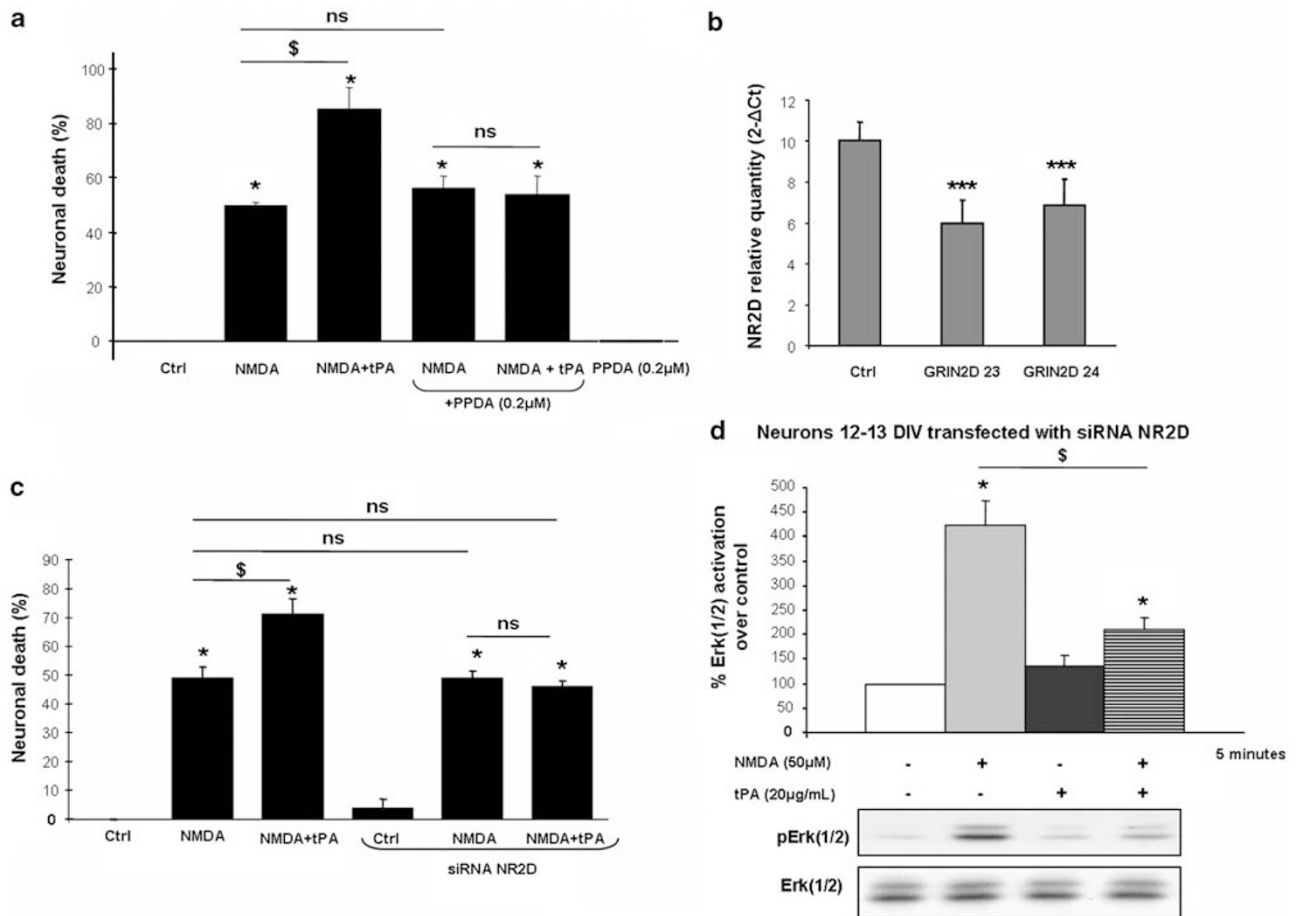 a
ns
$
*
*
ns
*
*
Neuronal death (%)
100
80
60
40
20
0
Ctrl
NMDA
NMDA+tPA
NMDA
NMDA + tPA
PPDA (0.2µM)
+PPDA (0.2µM)
b
NR2D relative quantity (2-ΔCt)
12
10
8
6
4
2
0
***
***
Ctrl
GRIN2D 23
GRIN2D 24
c
ns
ns
$
*
*
ns
*
*
Neuronal death (%)
90
80
70
60
50
40
30
20
10
0
Ctrl
NMDA
NMDA+tPA
Ctrl
NMDA
NMDA+tPA
siRNA NR2D
d Neurons 12-13 DIV transfected with siRNA NR2D
$
*
*
% Erk(1/2) activation
over control
500
450
400
350
300
250
200
150
100
50
0
5 minutes
NMDA (50µM) - + - +
tPA (20µg/mL) - - + +
pErk(1/2)
Erk(1/2)